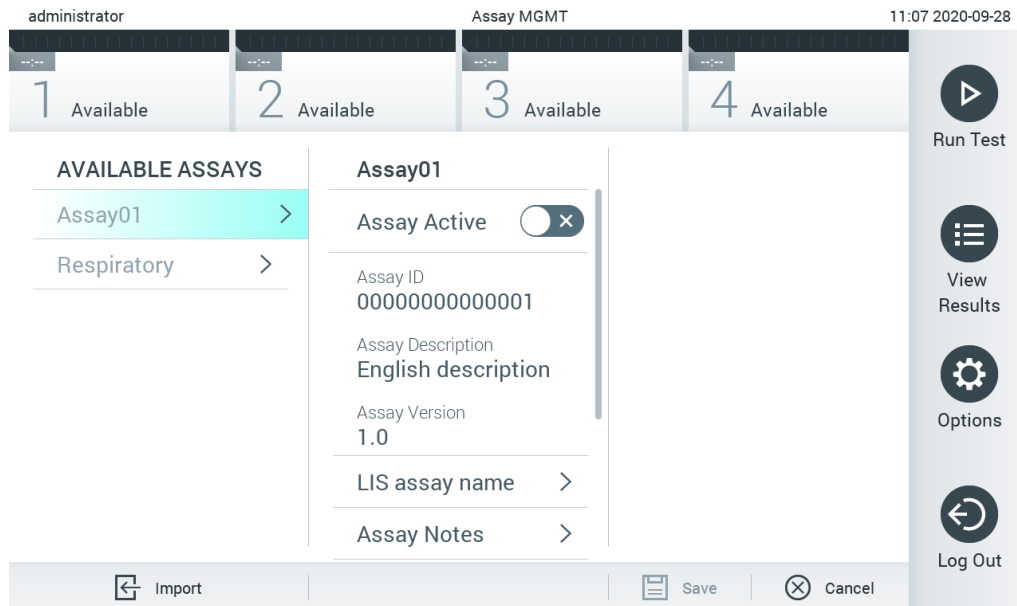 administrator
Assay MGMT
11:07 2020-09-28
--:--
1 Available
--:--
2 Available
--:--
3 Available
--:--
4 Available
AVAILABLE ASSAYS
Assay01
Respiratory
Assay01
Assay Active
Assay ID
00000000000001
Assay Description
English description
Assay Version
1.0
LIS assay name
Assay Notes
Run Test
View
Results
Options
Log Out
Import
Save
Cancel